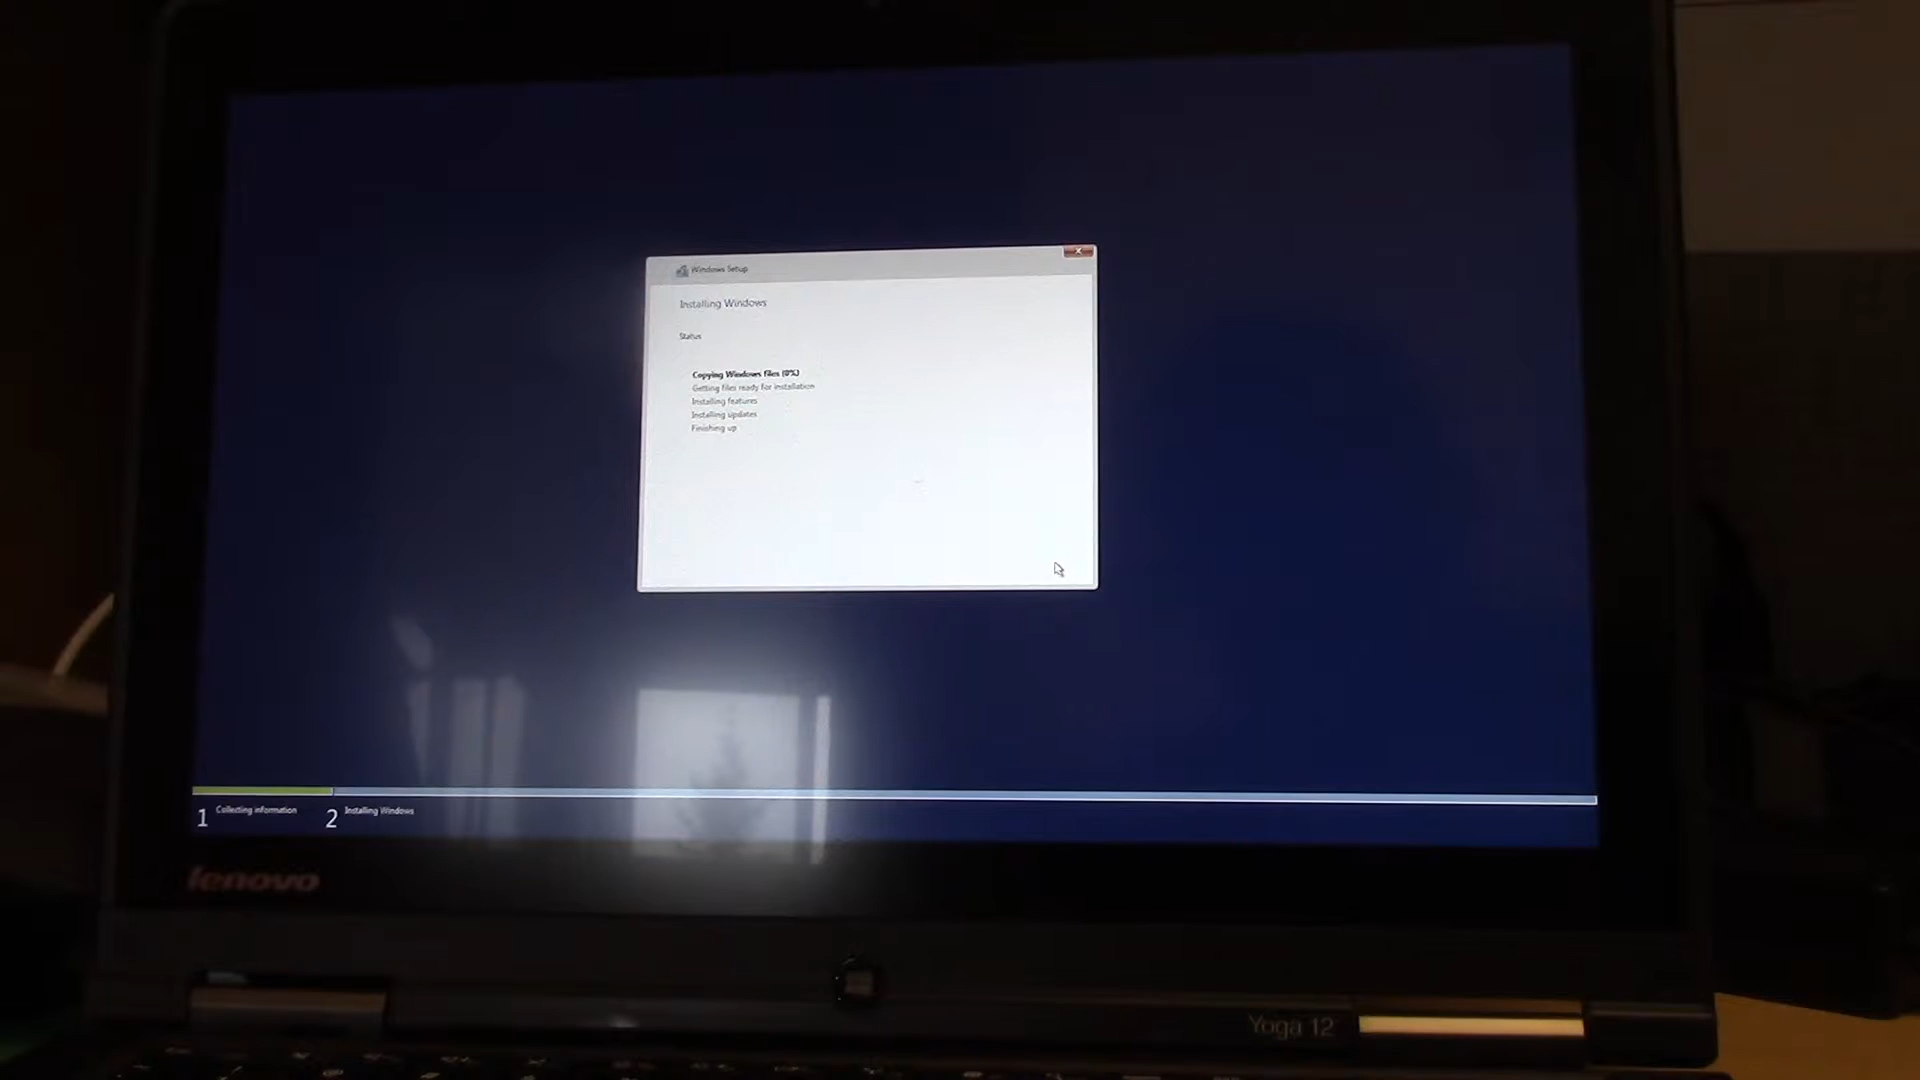 Windows Setup
Installing Windows
Status
Copying Windows files (0%)
Getting files ready for installation
Installing features
Installing updates
Finishing up
1 Collecting information
2 Installing Windows
lenovo
Yoga 12